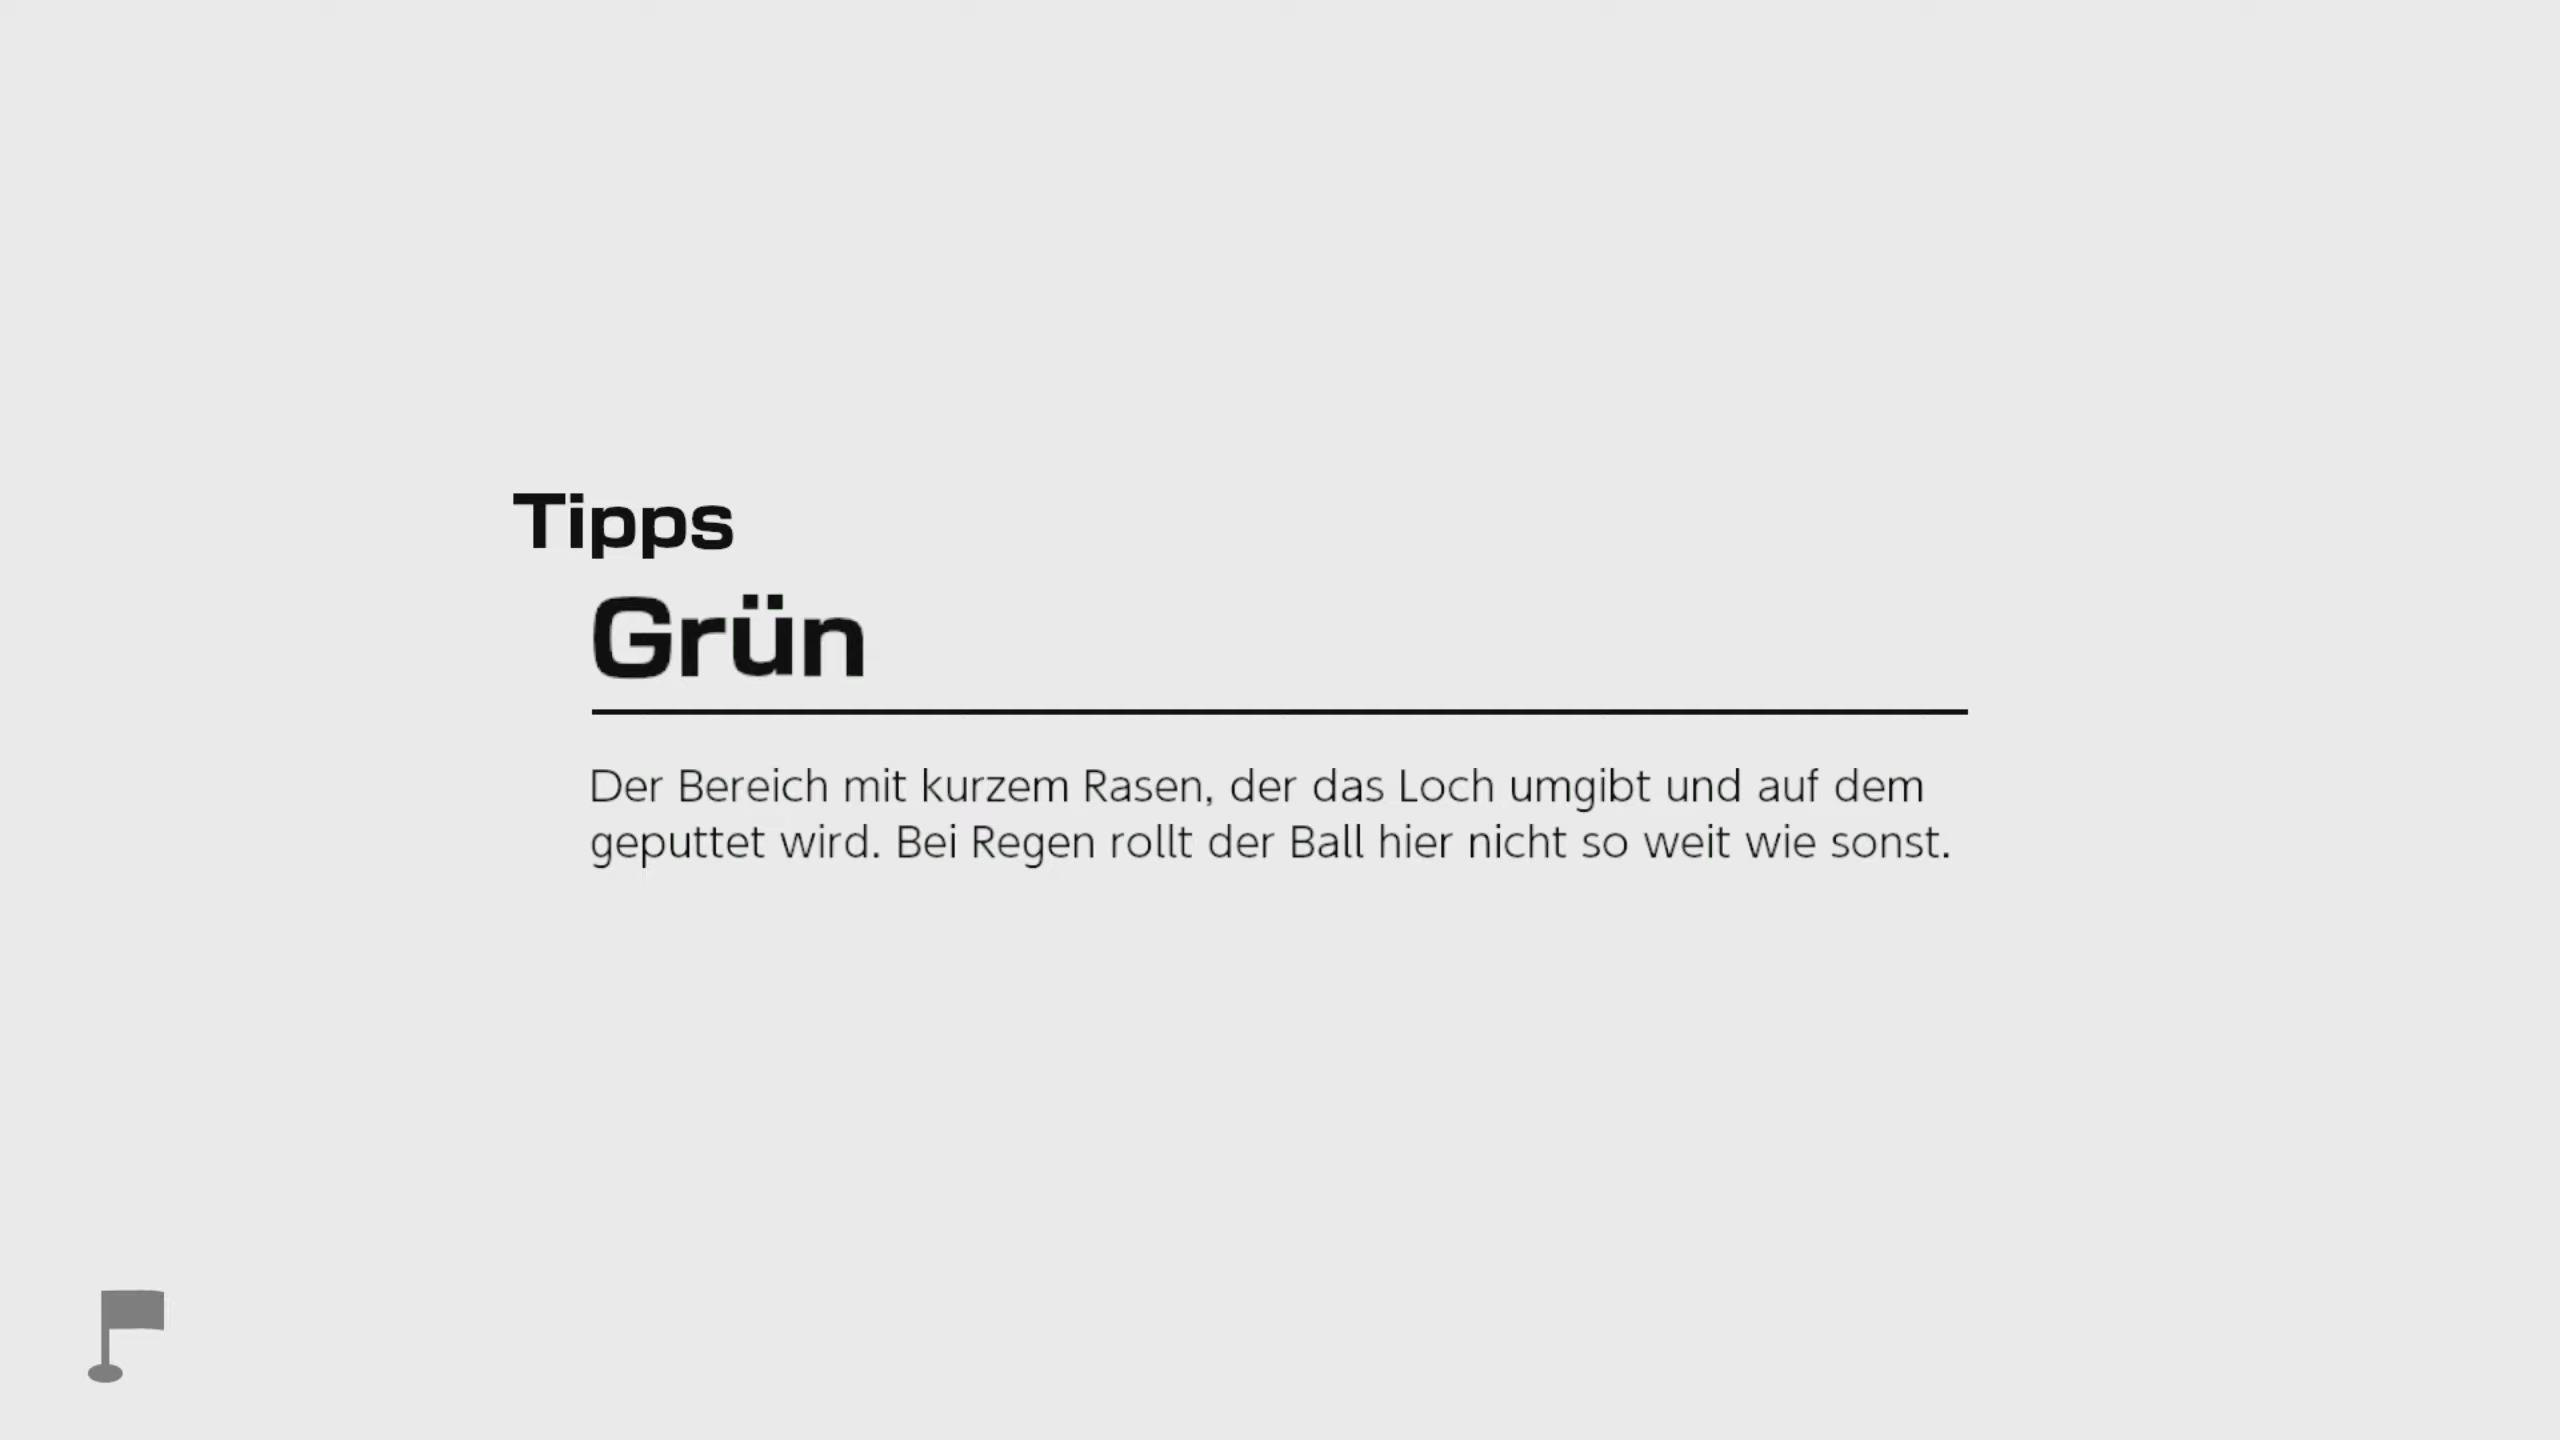 Tipps
Grün
Der Bereich mit kurzem Rasen, der das Loch umgibt und auf dem
geputtet wird. Bei Regen rollt der Ball hier nicht so weit wie sonst.